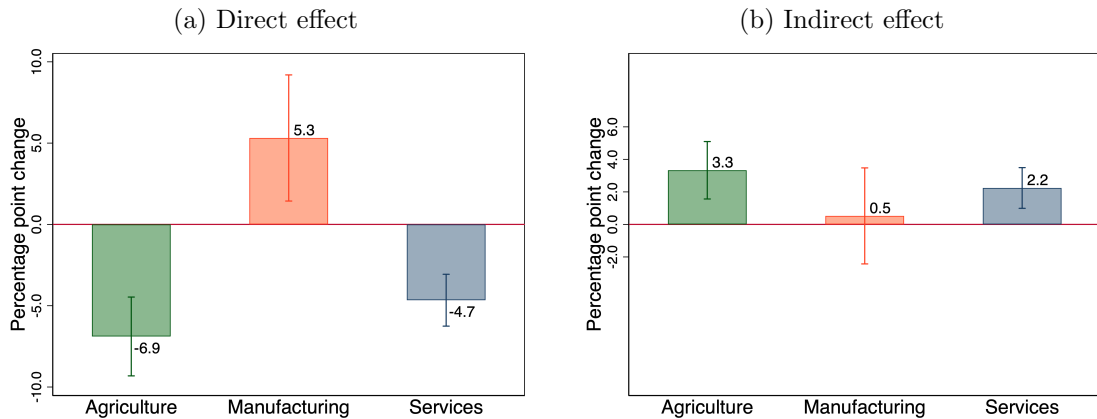 (a) Direct effect
Percentage point change
10.0
5.0
0.0
-5.0
-10.0
-6.9
5.3
-4.7
Agriculture
Manufacturing
Services
(b) Indirect effect
Percentage point change
6.0
4.0
2.0
0.0
-2.0
3.3
0.5
2.2
Agriculture
Manufacturing
Services